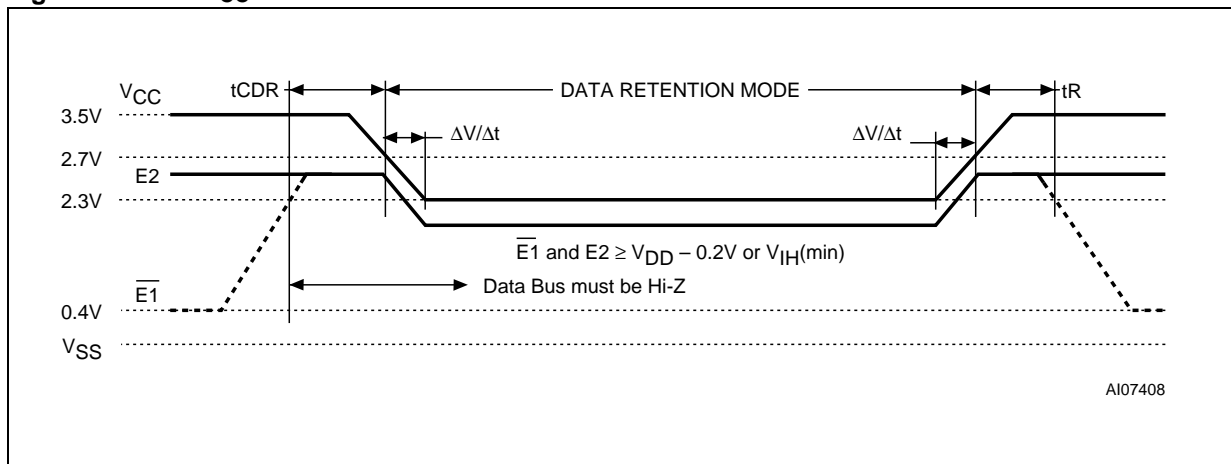 VCC
tCDR
DATA RETENTION MODE
tR
3.5V
ΔV/Δt
ΔV/Δt
2.7V
E2
2.3V
E1 and E2 ≥ VDD – 0.2V or VIH(min)
E1
Data Bus must be Hi-Z
0.4V
VSS
AI07408